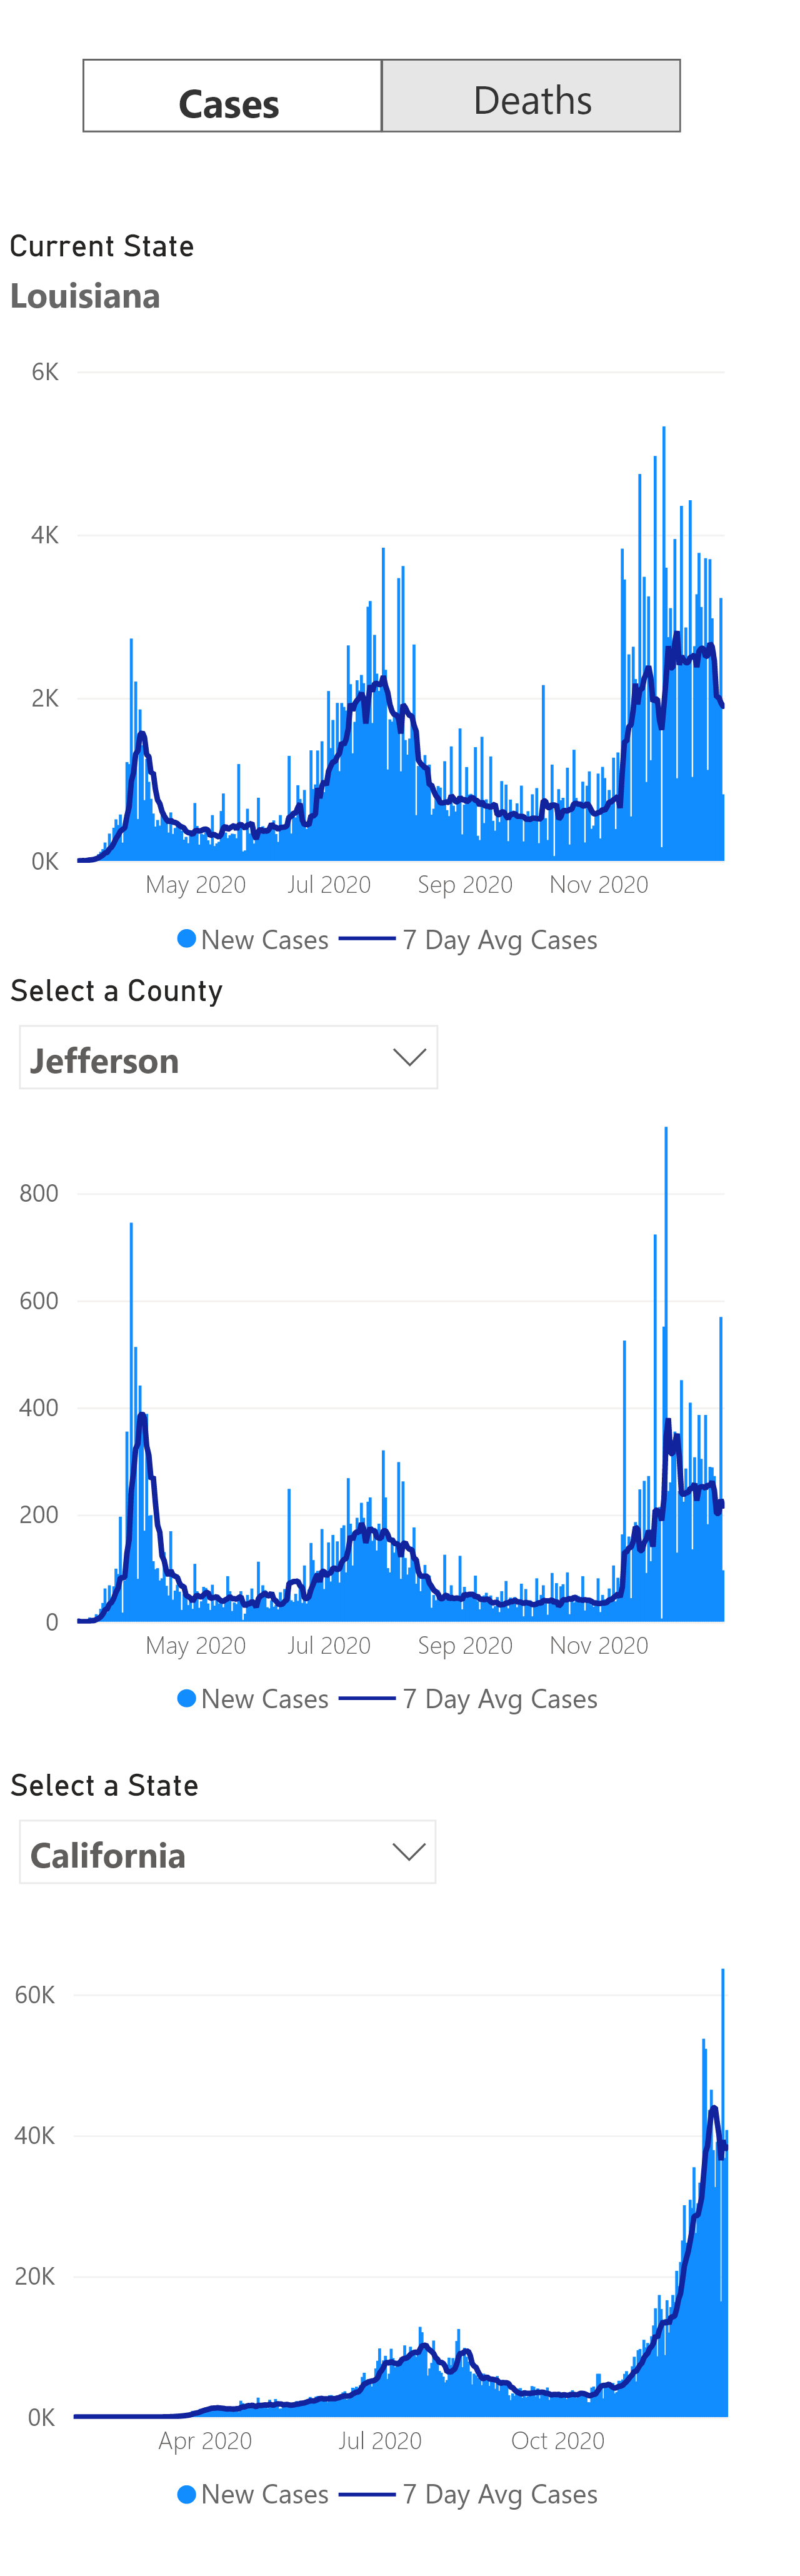 Cases Deaths
Current State
Louisiana
6K
4K
2K
0K
May 2020 Jul 2020 Sep 2020 Nov 2020
New Cases 7 Day Avg Cases
Select a County
Jefferson
800
600
400
200
0
May 2020 Jul 2020 Sep 2020 Nov 2020
New Cases 7 Day Avg Cases
Select a State
California
60K
40K
20K
0K
Apr 2020 Jul 2020 Oct 2020
New Cases 7 Day Avg Cases